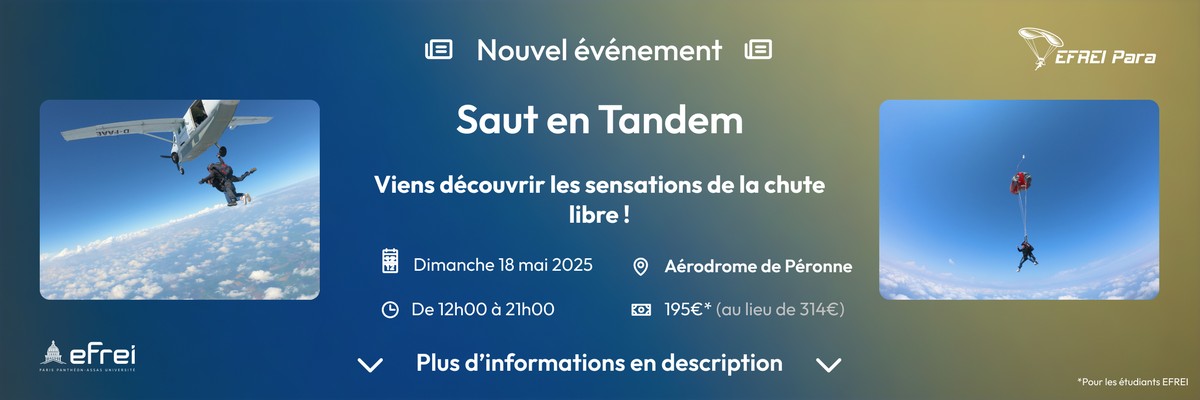 Nouvel événement
EFREI Para
Saut en Tandem
Viens découvrir les sensations de la chute
libre !
Dimanche 18 mai 2025
Aérodrome de Péronne
De 12h00 à 21h00
195€* (au lieu de 314€)
Plus d'informations en description
efrei
PARIS PANTHÉON-ASSAS UNIVERSITÉ
*Pour les étudiants EFREI